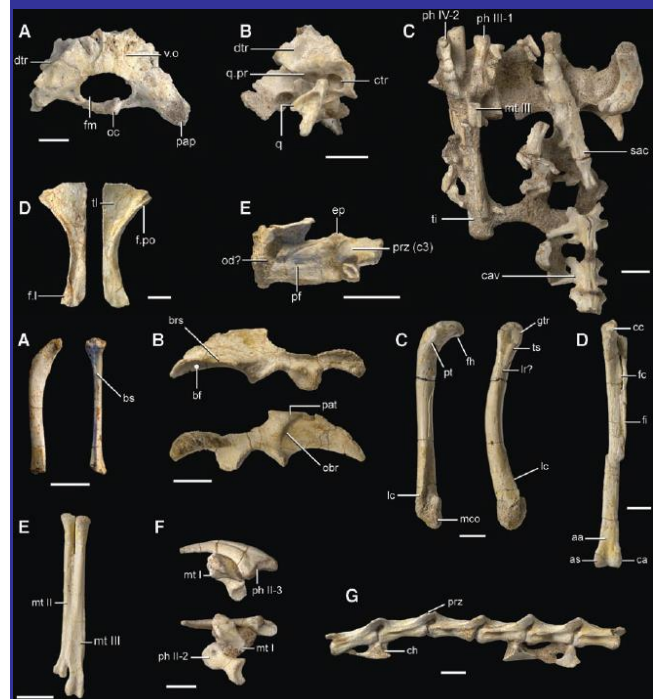 A
dtr
v.o
fm
oc
pap
B
dtr
q.pr
ctr
q
C
ph IV-2
ph III-1
mt III
sac
ti
cav
D
tl
f.po
f.l
E
ep
od?
prz (c3)
pf
A
bs
B
brs
bf
pat
obr
C
gtr
ts
lr?
pt
fh
lc
lc
mco
D
cc
fc
fi
aa
as
ca
E
mt II
mt III
F
mt I
ph II-3
ph II-2
mt I
G
prz
ch